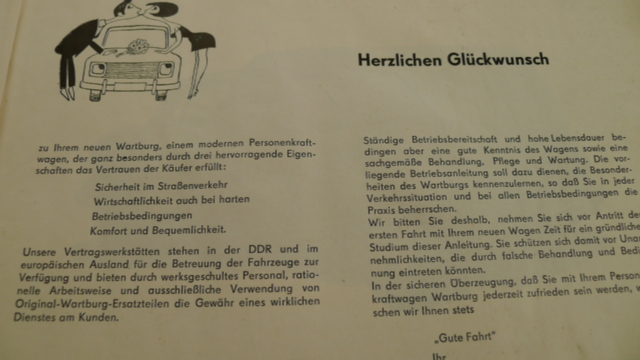 zu Ihrem neuen Wartburg, einem modernen Personenkraft-
wagen, der ganz besonders durch drei hervorragende Eigen-
schaften das Vertrauen der Käufer erfüllt:
Sicherheit im Straßenverkehr
Wirtschaftlichkeit auch bei harten
Betriebsbedingungen
Komfort und Bequemlichkeit.
Unsere Vertragswerkstätten stehen in der DDR und im
europäischen Ausland für die Betreuung der Fahrzeuge zur
Verfügung und bieten durch werksgeschultes Personal, ratio-
nelle Arbeitsweise und ausschließliche Verwendung von
Original-Wartburg-Ersatzteilen die Gewähr eines wirklichen
Dienstes am Kunden.
Herzlichen Glückwunsch
Ständige Betriebsbereitschaft und hohe Lebensdauer be-
dingen aber eine gute Kenntnis des Wagens sowie eine
sachgemäße Behandlung, Pflege und Wartung. Die vor-
liegende Betriebsanleitung soll dazu dienen, die Besonder-
heiten des Wartburgs kennenzulernen, so daß Sie in jeder
Verkehrssituation und bei allen Betriebsbedingungen die
Praxis beherrschen.
Wir bitten Sie deshalb, nehmen Sie sich vor Antritt der
ersten Fahrt mit Ihrem neuen Wagen Zeit für ein gründliche
Studium dieser Anleitung. Sie schützen sich damit vor Unan
nehmlichkeiten, die durch falsche Behandlung und Bedie
nung eintreten könnten.
In der sicheren Überzeugung, daß Sie mit Ihrem Person
kraftwagen Wartburg jederzeit zufrieden sein werden, w
schen wir Ihnen stets
„Gute Fahrt"
Ihr